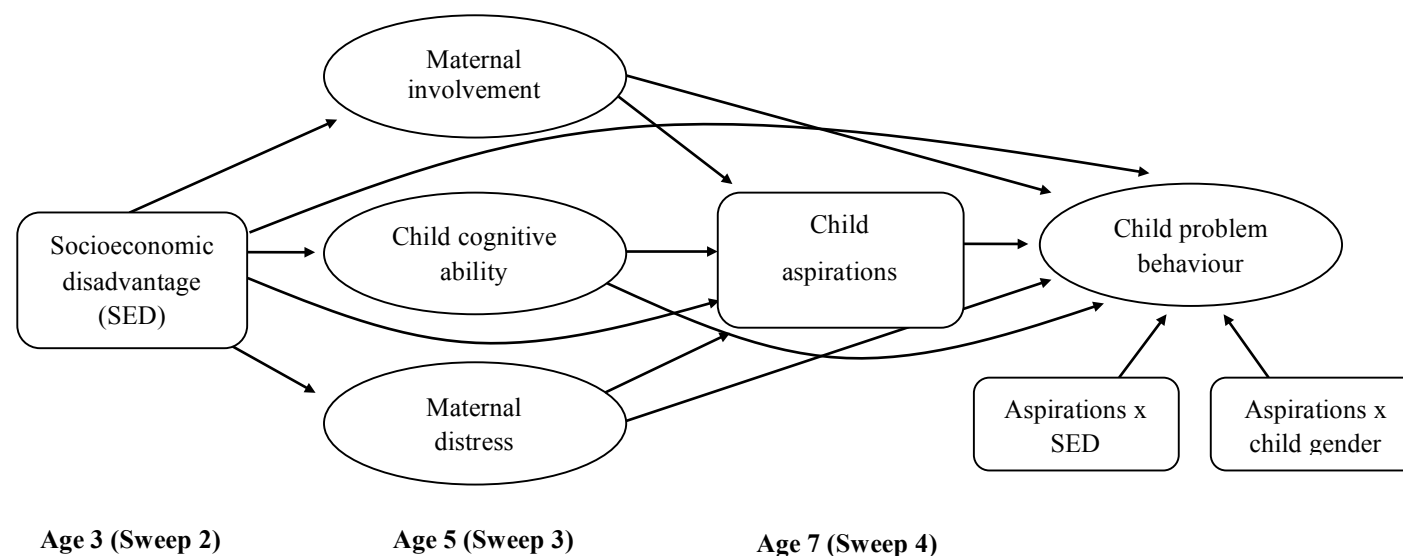 Maternal
involvement
Socioeconomic
disadvantage
(SED)
Child cognitive
ability
Child
aspirations
Child problem
behaviour
Maternal
distress
Aspirations x
SED
Aspirations x
child gender
Age 3 (Sweep 2)
Age 5 (Sweep 3)
Age 7 (Sweep 4)